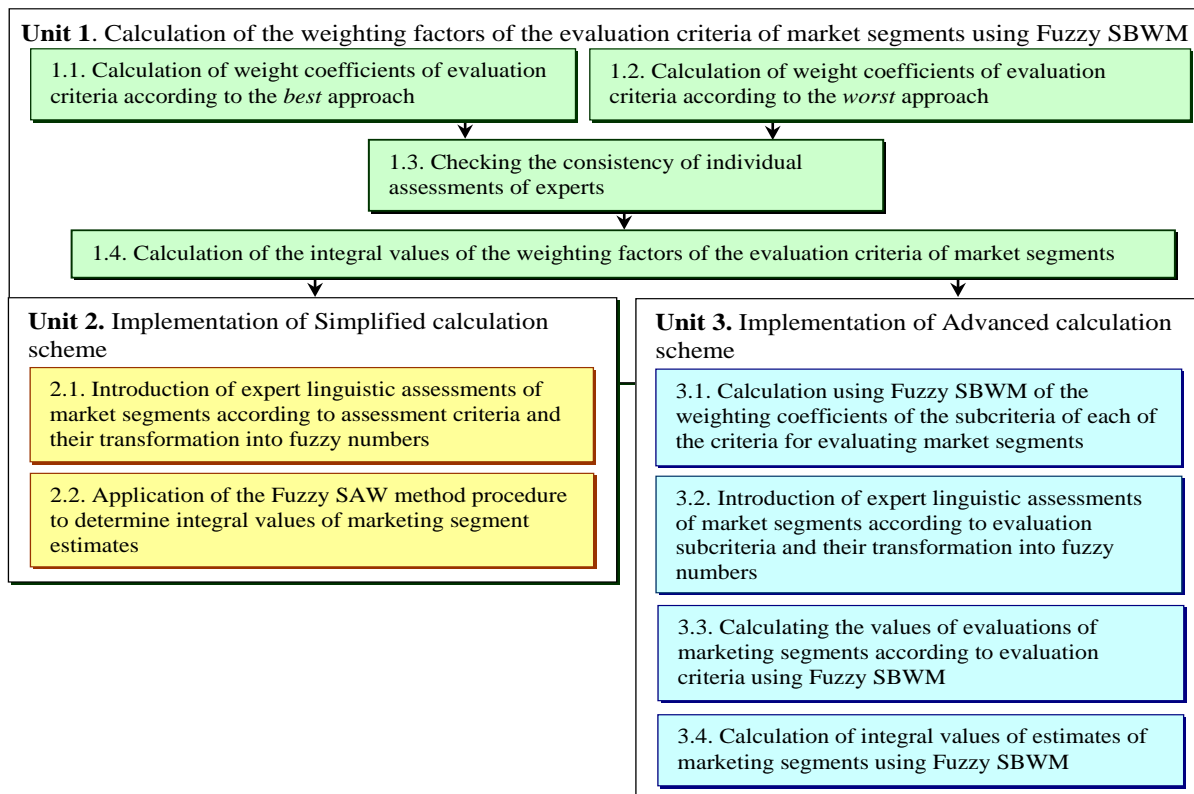 Unit 1. Calculation of the weighting factors of the evaluation criteria of market segments using Fuzzy SBWM
1.1. Calculation of weight coefficients of evaluation
criteria according to the best approach
1.2. Calculation of weight coefficients of evaluation
criteria according to the worst approach
1.3. Checking the consistency of individual
assessments of experts
1.4. Calculation of the integral values of the weighting factors of the evaluation criteria of market segments
Unit 2. Implementation of Simplified calculation
scheme
2.1. Introduction of expert linguistic assessments of
market segments according to assessment criteria and
their transformation into fuzzy numbers
2.2. Application of the Fuzzy SAW method procedure
to determine integral values of marketing segment
estimates
Unit 3. Implementation of Advanced calculation
scheme
3.1. Calculation using Fuzzy SBWM of the
weighting coefficients of the subcriteria of each of
the criteria for evaluating market segments
3.2. Introduction of expert linguistic assessments
of market segments according to evaluation
subcriteria and their transformation into fuzzy
numbers
3.3. Calculating the values of evaluations of
marketing segments according to evaluation
criteria using Fuzzy SBWM
3.4. Calculation of integral values of estimates of
marketing segments using Fuzzy SBWM